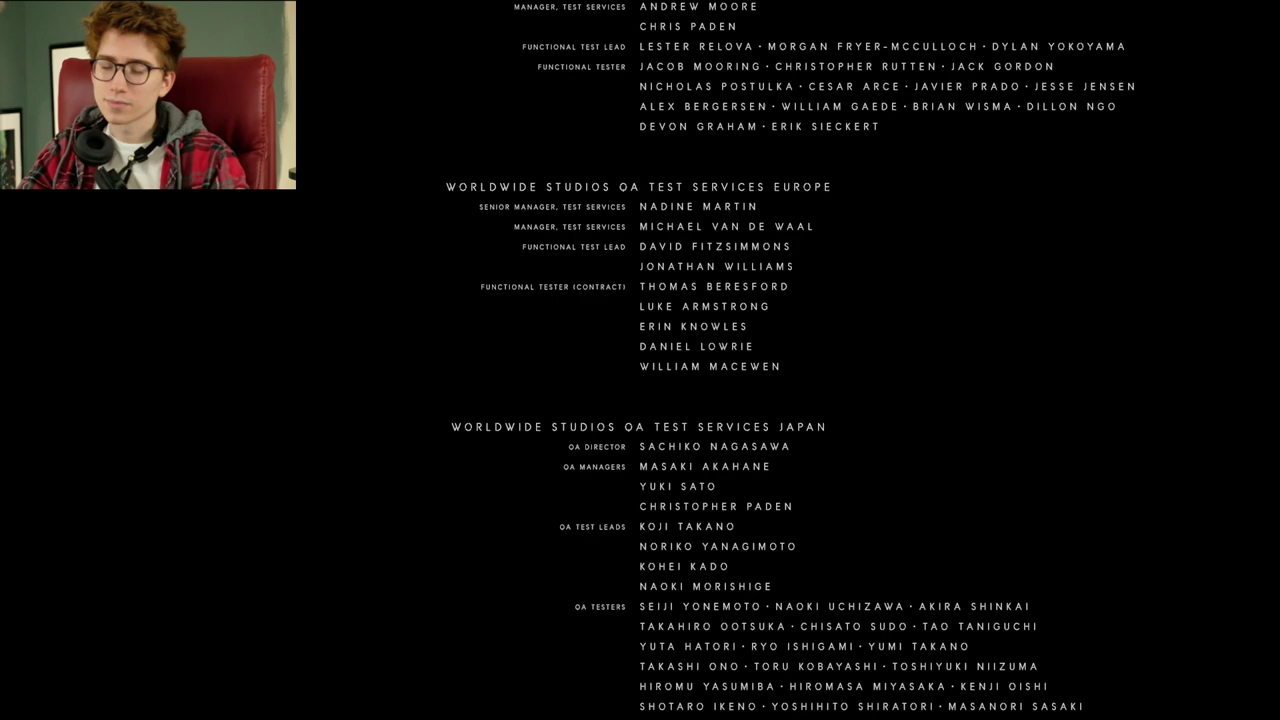 MANAGER, TEST SERVICES ANDREW MOORE
CHRIS PADEN
FUNCTIONAL TEST LEAD LESTER RELOVA · MORGAN FRYER-MCCULLOCH · DYLAN YOKOYAMA
FUNCTIONAL TESTER JACOB MOORING · CHRISTOPHER RUTTEN · JACK GORDON
NICHOLAS POSTULKA · CESAR ARCE · JAVIER PRADO · JESSE JENSEN
ALEX BERGERSEN · WILLIAM GAEDE · BRIAN WISMA · DILLON NGO
DEVON GRAHAM · ERIK SIECKERT
WORLDWIDE STUDIOS QA TEST SERVICES EUROPE
SENIOR MANAGER, TEST SERVICES NADINE MARTIN
MANAGER, TEST SERVICES MICHAEL VAN DE WAAL
FUNCTIONAL TEST LEAD DAVID FITZSIMMONS
JONATHAN WILLIAMS
FUNCTIONAL TESTER (CONTRACT) THOMAS BERESFORD
LUKE ARMSTRONG
ERIN KNOWLES
DANIEL LOWRIE
WILLIAM MACEWEN
WORLDWIDE STUDIOS QA TEST SERVICES JAPAN
QA DIRECTOR SACHIKO NAGASAWA
QA MANAGERS MASAKI AKAHANE
YUKI SATO
CHRISTOPHER PADEN
QA TEST LEADS KOJI TAKANO
NORIKO YANAGIMOTO
KOHEI KADO
NAOKI MORISHIGE
QA TESTERS SEIJI YONEMOTO · NAOKI UCHIZAWA · AKIRA SHINKAI
TAKAHIRO OOTSUKA · CHISATO SUDO · TAO TANIGUCHI
YUTA HATORI · RYO ISHIGAMI · YUMI TAKANO
TAKASHI ONO · TORU KOBAYASHI · TOSHIYUKI NIIZUMA
HIROMU YASUMIBA · HIROMASA MIYASAKA · KENJI OISHI
SHOTARO IKENO · YOSHIHITO SHIRATORI · MASANORI SASAKI